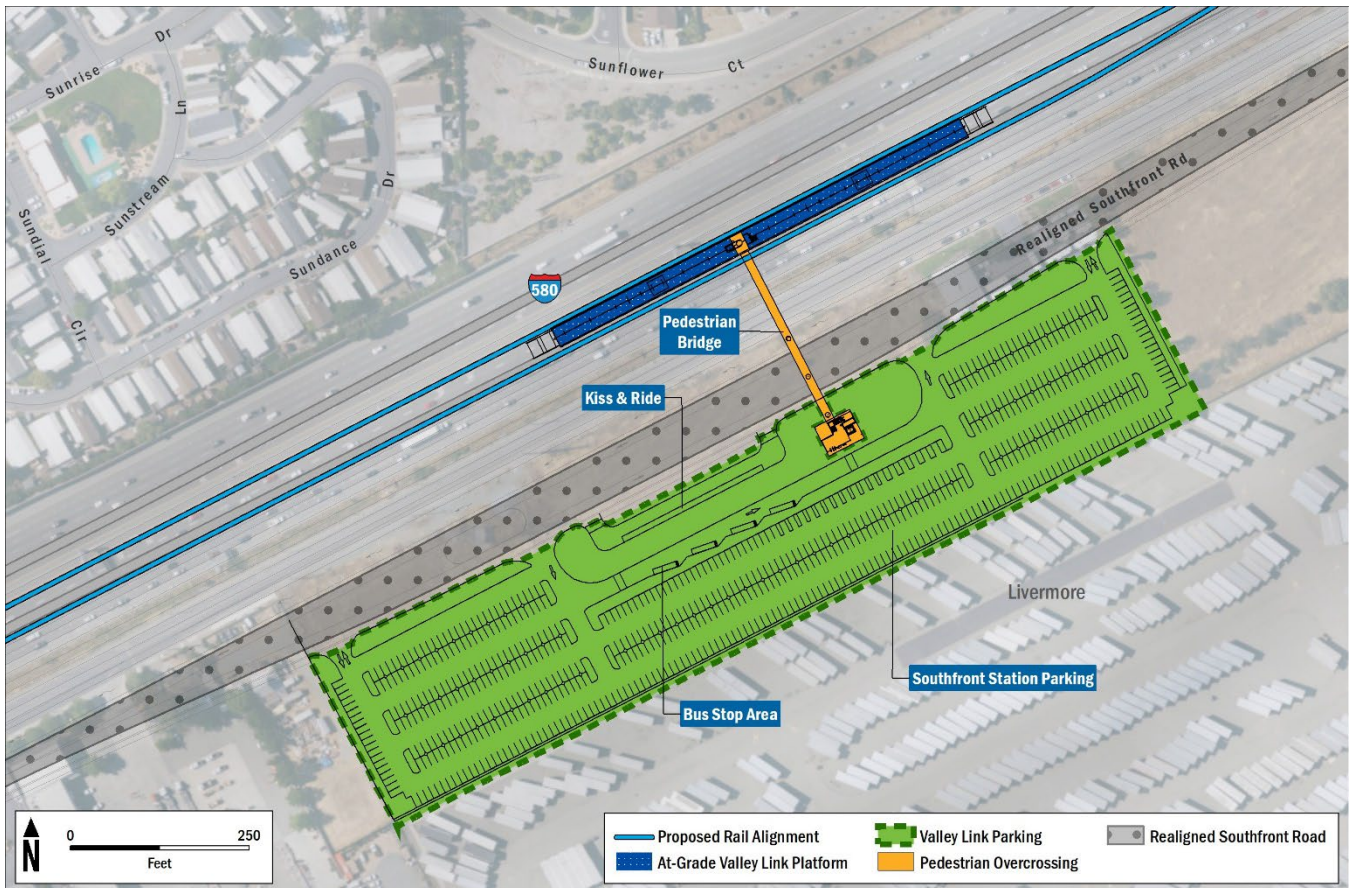 Sunrise Dr
Sunflower Ct
Ln
Sunstream
Dr
Sundial
Cir
Sundance
580
Realigned Southfront Rd
Pedestrian
Bridge
Kiss & Ride
Livermore
Southfront Station Parking
Bus Stop Area
N
0 250
Feet
Proposed Rail Alignment
At-Grade Valley Link Platform
Valley Link Parking
Pedestrian Overcrossing
Realigned Southfront Road